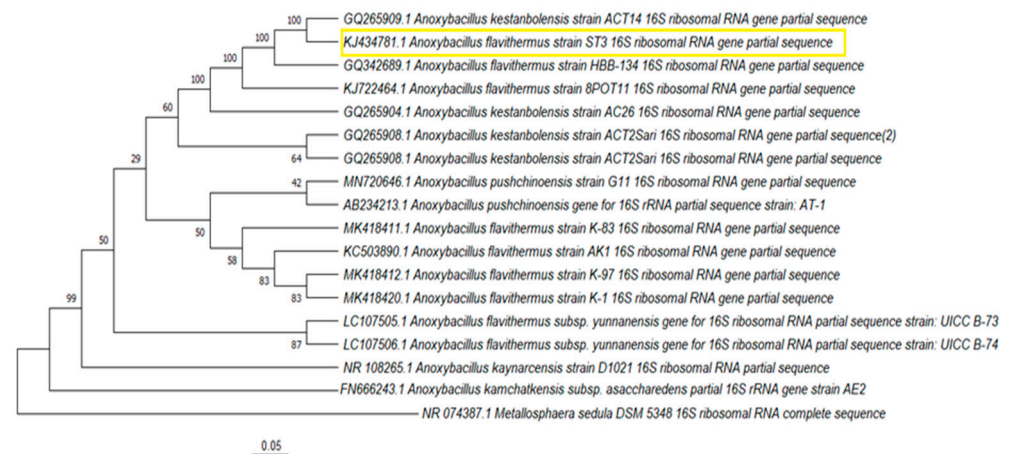 100 GQ265909.1 Anoxybacillus kestanbolensis strain ACT14 16S ribosomal RNA gene partial sequence
100 KJ434781.1 Anoxybacillus flavithermus strain ST3 16S ribosomal RNA gene partial sequence
100 GQ342689.1 Anoxybacillus flavithermus strain HBB-134 16S ribosomal RNA gene partial sequence
100 KJ722464.1 Anoxybacillus flavithermus strain 8POT11 16S ribosomal RNA gene partial sequence
60 GQ265904.1 Anoxybacillus kestanbolensis strain AC26 16S ribosomal RNA gene partial sequence
GQ265908.1 Anoxybacillus kestanbolensis strain ACT2Sari 16S ribosomal RNA gene partial sequence(2)
29 64 GQ265908.1 Anoxybacillus kestanbolensis strain ACT2Sari 16S ribosomal RNA gene partial sequence
42 MN720646.1 Anoxybacillus pushchinoensis strain G11 16S ribosomal RNA gene partial sequence
AB234213.1 Anoxybacillus pushchinoensis gene for 16S rRNA partial sequence strain: AT-1
50 MK418411.1 Anoxybacillus flavithermus strain K-83 16S ribosomal RNA gene partial sequence
50 58 KC503890.1 Anoxybacillus flavithermus strain AK1 16S ribosomal RNA gene partial sequence
83 MK418412.1 Anoxybacillus flavithermus strain K-97 16S ribosomal RNA gene partial sequence
99 83 MK418420.1 Anoxybacillus flavithermus strain K-1 16S ribosomal RNA gene partial sequence
LC107505.1 Anoxybacillus flavithermus subsp. yunnanensis gene for 16S ribosomal RNA partial sequence strain: UICC B-73
87 LC107506.1 Anoxybacillus flavithermus subsp. yunnanensis gene for 16S ribosomal RNA partial sequence strain: UICC B-74
NR 108265.1 Anoxybacillus kaynarcensis strain D1021 16S ribosomal RNA partial sequence
FN666243.1 Anoxybacillus kamchatkensis subsp. asaccharedens partial 16S rRNA gene strain AE2
NR 074387.1 Metallosphaera sedula DSM 5348 16S ribosomal RNA complete sequence
0.05